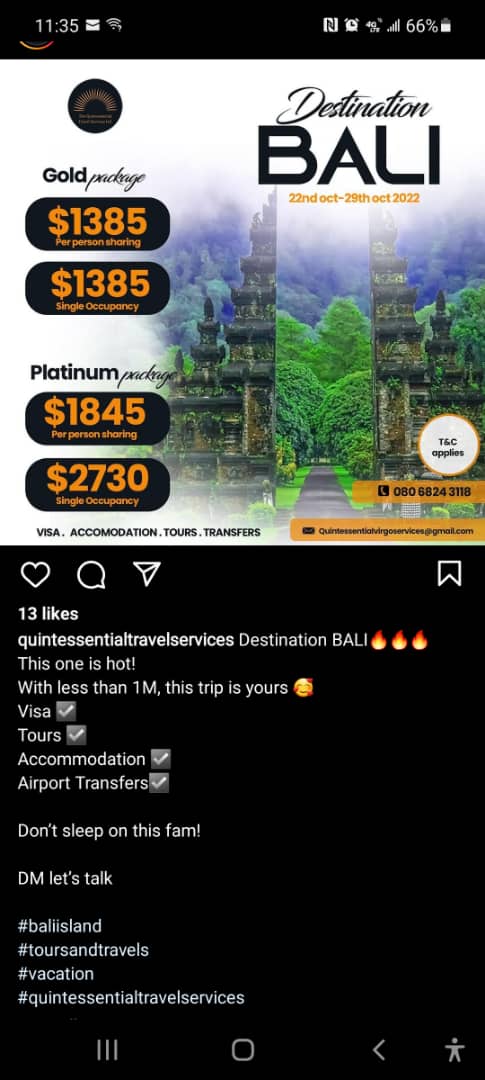 11:35
4G LTE
66%
Destination
BALI
22nd oct-29th oct 2022
Gold package
$1385
Per person sharing
$1385
Single Occupancy
Platinum package
$1845
Per person sharing
$2730
Single Occupancy
T&C
applies
080 6824 3118
Quintessentialvirgoservices@gmail.com
VISA . ACCOMODATION . TOURS . TRANSFERS
13 likes
quintessentialtravelservices Destination BALI🔥🔥🔥
This one is hot!
With less than 1M, this trip is yours 🥰
Visa ✅
Tours ✅
Accommodation ✅
Airport Transfers✅
Don’t sleep on this fam!
DM let’s talk
#baliisland
#toursandtravels
#vacation
#quintessentialtravelservices